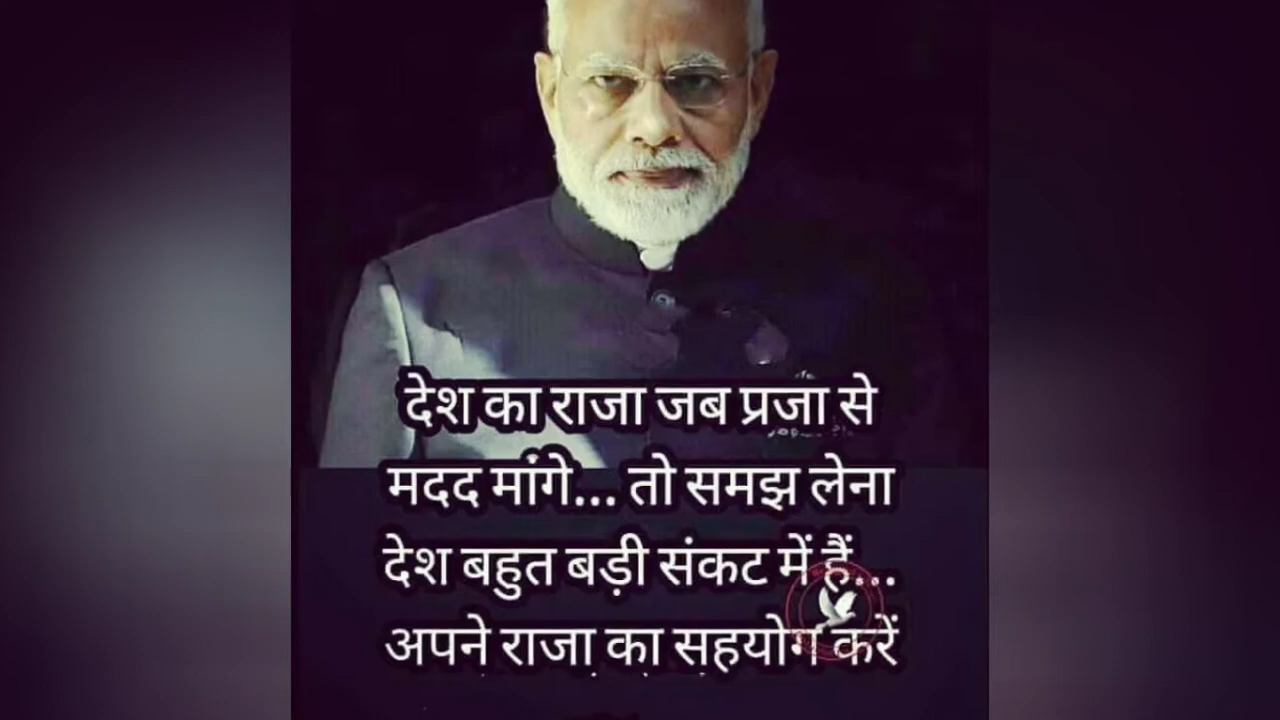 देश का राजा जब प्रजा से
मदद मांगे... तो समझ लेना
देश बहुत बड़ी संकट में हैं...
अपने राजा का सहयोग करें